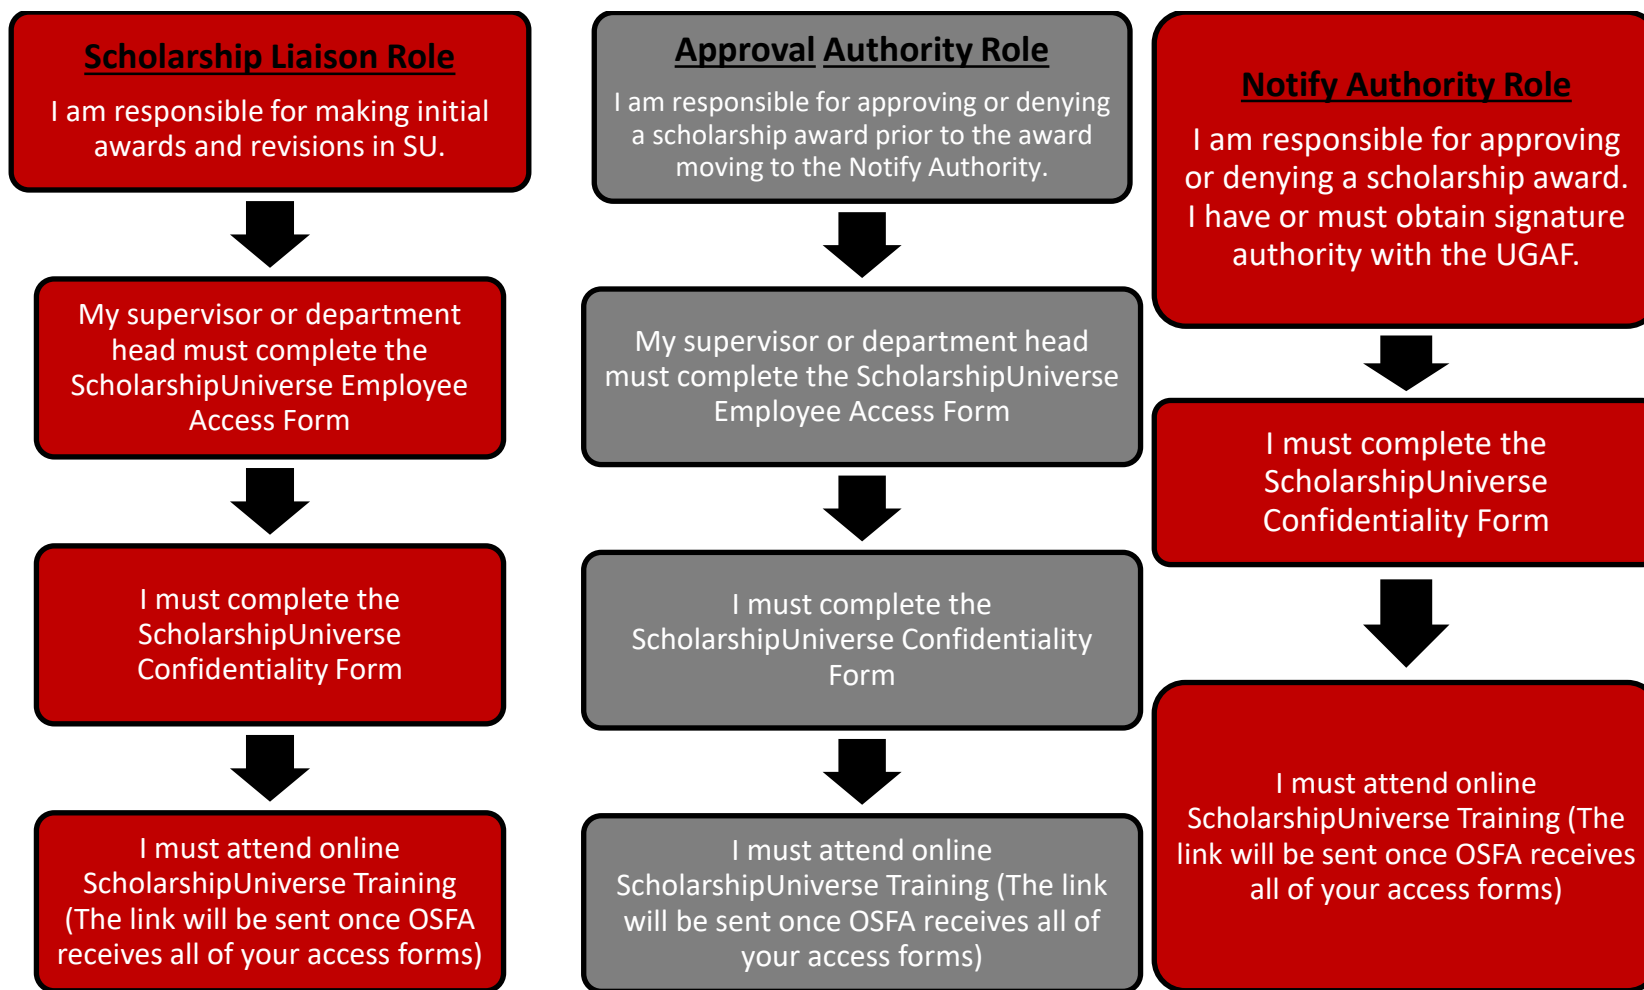 Scholarship Liaison Role
I am responsible for making initial
awards and revisions in SU.
My supervisor or department
head must complete the
ScholarshipUniverse Employee
Access Form
I must complete the
ScholarshipUniverse
Confidentiality Form
I must attend online
ScholarshipUniverse Training
(The link will be sent once OSFA
receives all of your access forms)
Approval Authority Role
I am responsible for approving or denying
a scholarship award prior to the award
moving to the Notify Authority.
My supervisor or department head
must complete the ScholarshipUniverse
Employee Access Form
I must complete the
ScholarshipUniverse Confidentiality
Form
I must attend online
ScholarshipUniverse Training (The link
will be sent once OSFA receives all of
your access forms)
Notify Authority Role
I am responsible for approving
or denying a scholarship award.
I have or must obtain signature
authority with the UGAF.
I must complete the
ScholarshipUniverse
Confidentiality Form
I must attend online
ScholarshipUniverse Training (The
link will be sent once OSFA receives
all of your access forms)